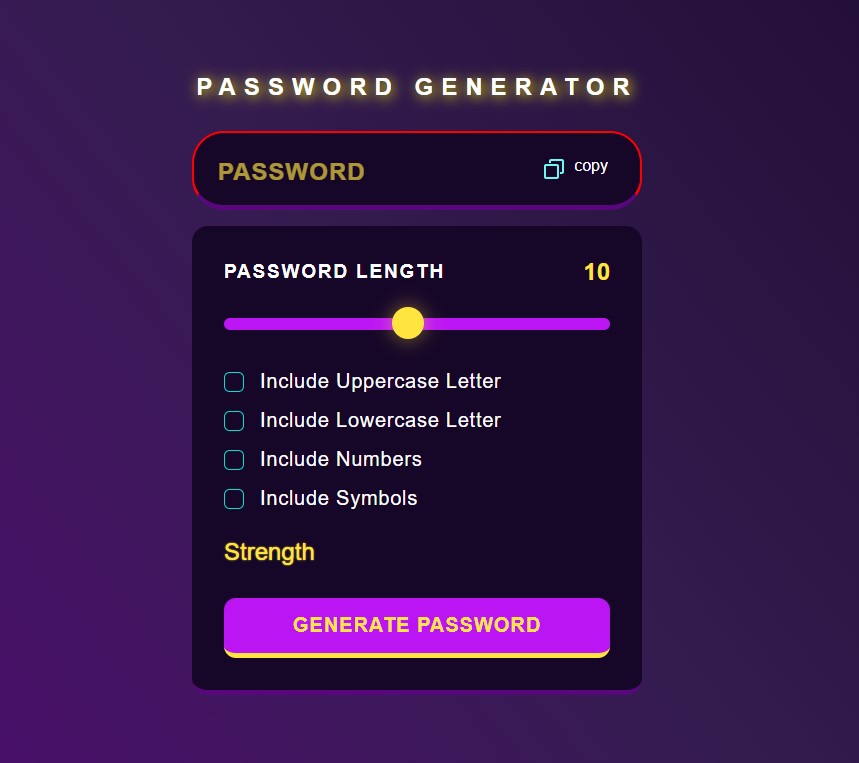 PASSWORD GENERATOR
PASSWORD copy
PASSWORD LENGTH 10
Include Uppercase Letter
Include Lowercase Letter
Include Numbers
Include Symbols
Strength
GENERATE PASSWORD